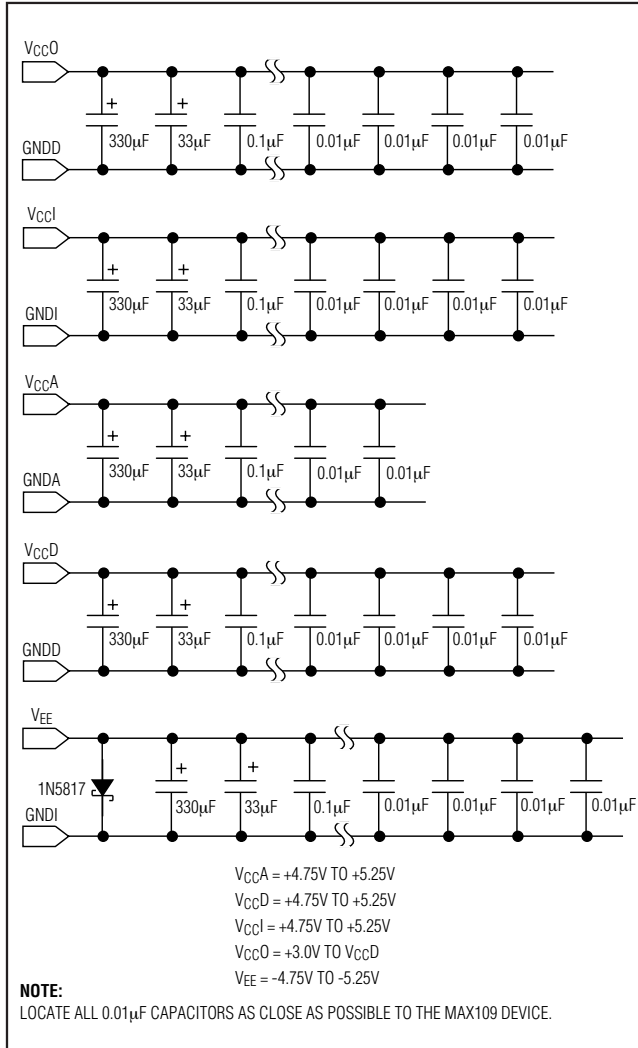 VCCO
+ +
330μF 33μF 0.1μF 0.01μF 0.01μF 0.01μF 0.01μF
GNDD
VCCI
+ +
330μF 33μF 0.1μF 0.01μF 0.01μF 0.01μF 0.01μF
GNDI
VCCA
+ +
330μF 33μF 0.1μF 0.01μF 0.01μF
GNDA
VCCD
+ +
330μF 33μF 0.1μF 0.01μF 0.01μF 0.01μF 0.01μF
GNDD
VEE
+ +
1N5817
330μF 33μF 0.1μF 0.01μF 0.01μF 0.01μF 0.01μF
GNDI
VCCA = +4.75V TO +5.25V
VCCD = +4.75V TO +5.25V
VCCI = +4.75V TO +5.25V
VCCO = +3.0V TO VCCD
VEE = -4.75V TO -5.25V
NOTE:
LOCATE ALL 0.01μF CAPACITORS AS CLOSE AS POSSIBLE TO THE MAX109 DEVICE.